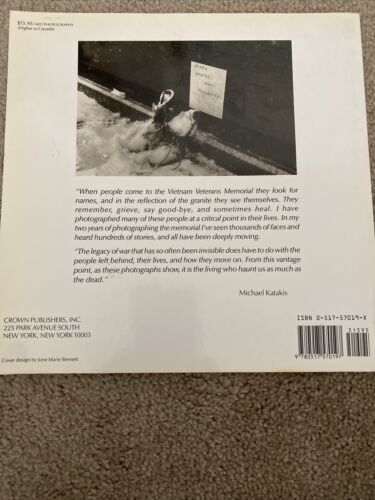 $15.95/ART/PHOTOGRAPHY
(Higher in Canada)
"When people come to the Vietnam Veterans Memorial they look for
names, and in the reflection of the granite they see themselves. They
remember, grieve, say good-bye, and sometimes heal. I have
photographed many of these people at a critical point in their lives. In my
two years of photographing the memorial I've seen thousands of faces and
heard hundreds of stories, and all have been deeply moving.
"The legacy of war that has so often been invisible does have to do with the
people left behind, their lives, and how they move on. From this vantage
point, as these photographs show, it is the living who haunt us as much as
the dead."
Michael Katakis
CROWN PUBLISHERS, INC.
225 PARK AVENUE SOUTH
NEW YORK, NEW YORK 10003
Cover design by June Marie Bennett
ISBN 0-517-57019-X
51595
9 780517 570197